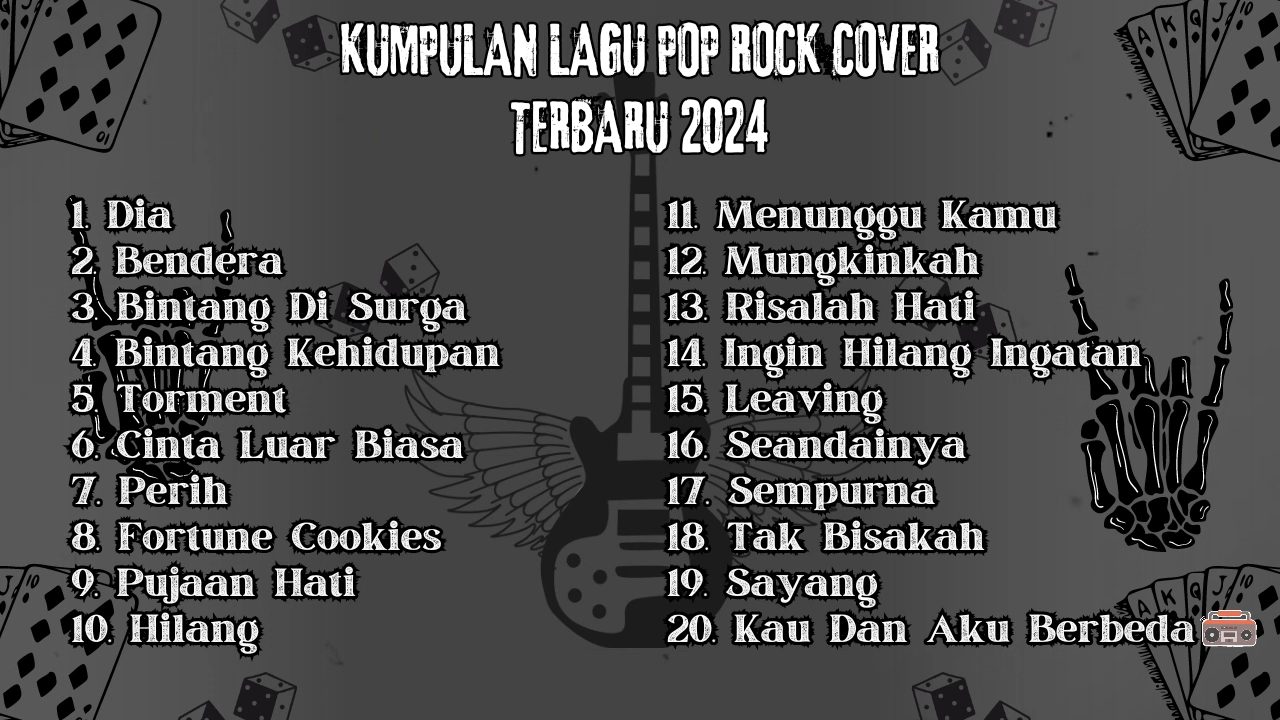 KUMPULAN LAGU POP ROCK COVER
TERBARU 2024
1. Dia
2. Bendera
3. Bintang Di Surga
4. Bintang Kehidupan
5. Torment
6. Cinta Luar Biasa
7. Perih
8. Fortune Cookies
9. Pujaan Hati
10. Hilang
11. Menunggu Kamu
12. Mungkinkah
13. Risalah Hati
14. Ingin Hilang Ingatan
15. Leaving
16. Seandainya
17. Sempurna
18. Tak Bisakah
19. Sayang
20. Kau Dan Aku Berbeda